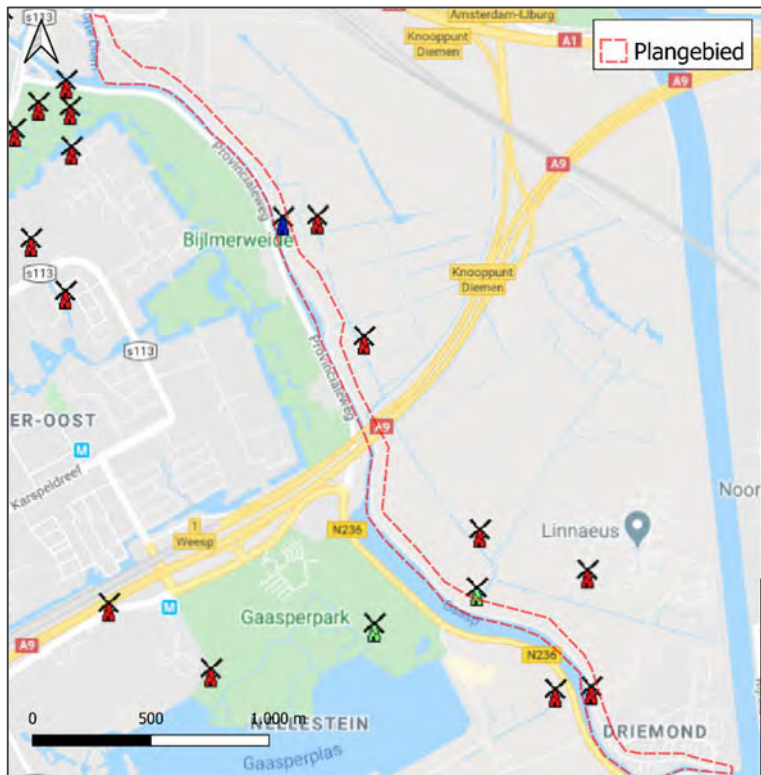 s113
Amsterdam-IJburg
Knooppunt
Diemen
A1
Plangebied
A9
Provincialeweg
A9
Bijlmerweide
s113
Knooppunt
Diemen
s113
Provincialeweg
ER-OOST
A9
M
Karspeldreef
1
Weesp
N236
Linnaeus
Noor
M
Gaasperpark
Gaasp
A9
N236
0
500
1,000 m
NELLESTEIN
DRIEMOND
Gaasperplas